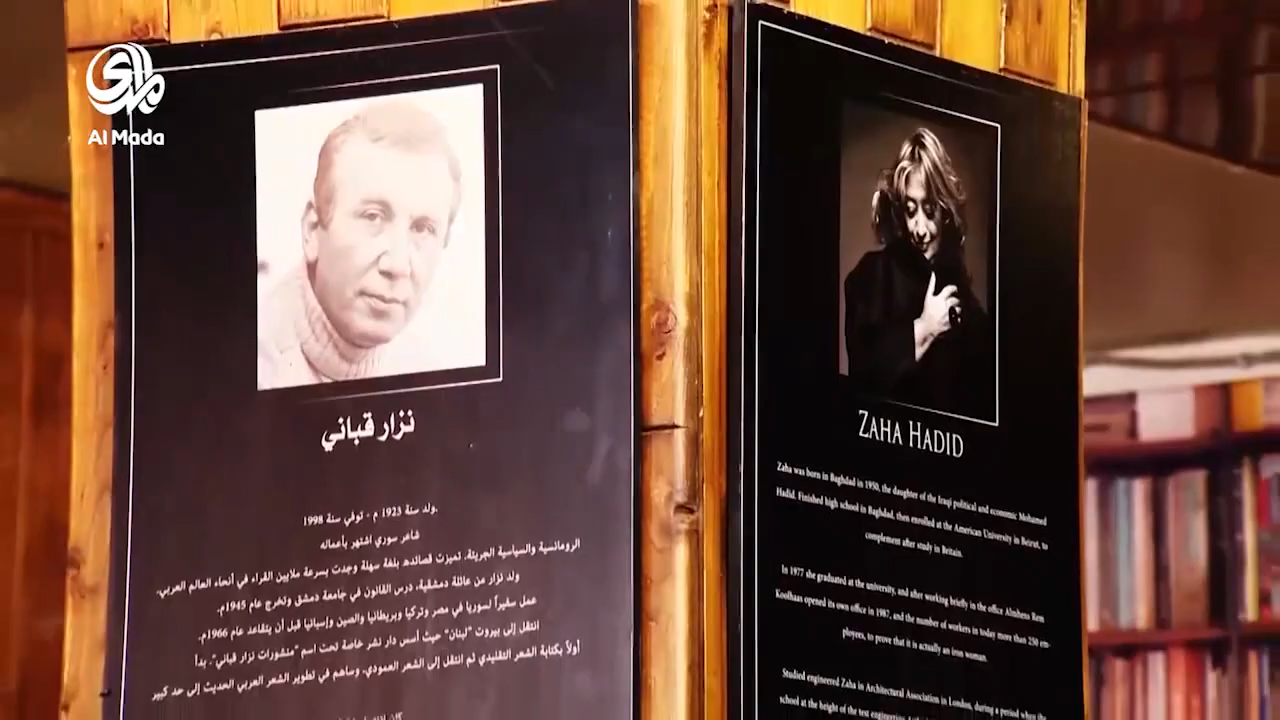 المدى
Al Mada
نزار قباني
ولد سنة 1923 م - توفي سنة 1998.
شاعر سوري اشتهر بأعماله
الرومانسية والسياسية الجريئة. تميزت قصائده بلغة سهلة وجدت بسرعة ملايين القراء في أنحاء العالم العربي.
ولد نزار من عائلة دمشقية، درس القانون في جامعة دمشق وتخرج عام 1945م.
عمل سفيراً لسوريا في مصر وتركيا وبريطانيا والصين وإسبانيا قبل أن يتقاعد عام 1966م.
انتقل إلى بيروت "لبنان" حيث أسس دار نشر خاصة تحت اسم "منشورات نزار قباني". بدأ
أولاً بكتابة الشعر التقليدي ثم انتقل إلى الشعر العمودي، وساهم في تطوير الشعر العربي الحديث إلى حد كبير
ZAHA HADID
Zaha was born in Baghdad in 1950, the daughter of the Iraqi political and economic Mohamed
Hadid. Finished high school in Baghdad, then enrolled at the American University in Beirut, to
complement after study in Britain.
In 1977 she graduated at the university, and after working briefly in the office Almhens Rem
Koolhaas opened its own office in 1987, and the number of workers in today more than 250 em-
ployees, to prove that it is actually an iron woman.
Studied engineered Zaha in Architectural Association in London, during a period when the
school at the height of the test engineering